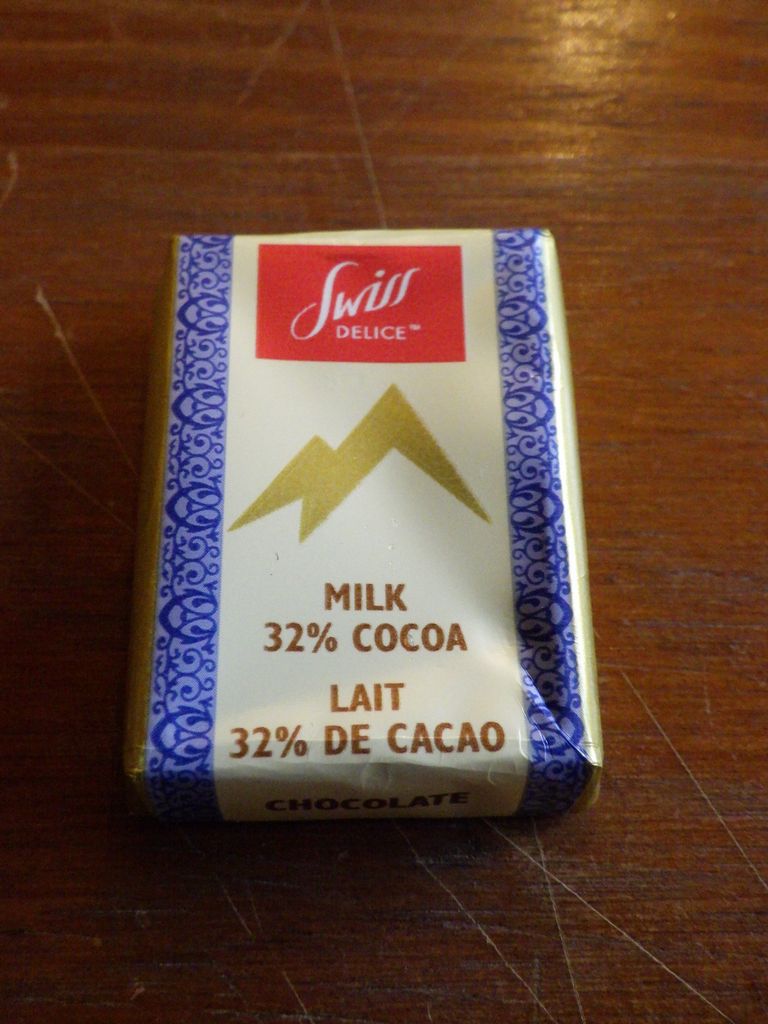 Swiss
DELICE™
MILK
32% COCOA
LAIT
32% DE CACAO
CHOCOLATE